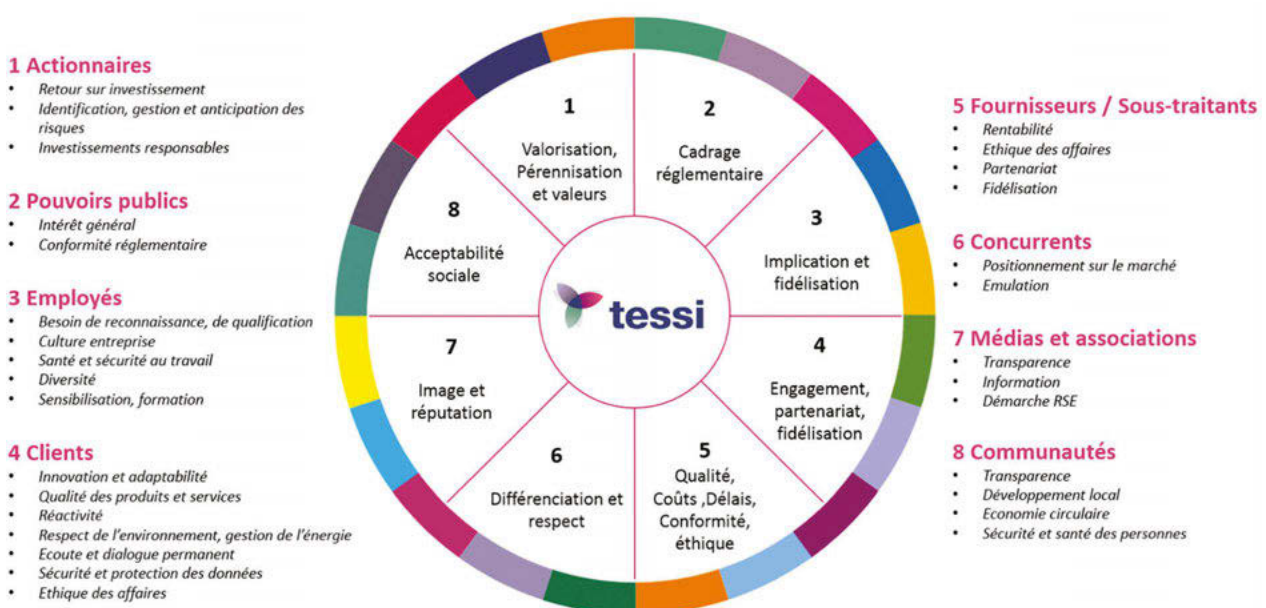 1 Actionnaires
• Retour sur investissement
• Identification, gestion et anticipation des
risques
• Investissements responsables
2 Pouvoirs publics
• Intérêt général
• Conformité réglementaire
3 Employés
• Besoin de reconnaissance, de qualification
• Culture entreprise
• Santé et sécurité au travail
• Diversité
• Sensibilisation, formation
4 Clients
• Innovation et adaptabilité
• Qualité des produits et services
• Réactivité
• Respect de l'environnement, gestion de l'énergie
• Ecoute et dialogue permanent
• Sécurité et protection des données
• Ethique des affaires
1
Valorisation,
Pérennisation
et valeurs
2
Cadrage
réglementaire
3
Implication et
fidélisation
4
Engagement,
partenariat,
fidélisation
5
Qualité,
Coûts ,Délais,
Conformité,
éthique
6
Différenciation et
respect
7
Image et
réputation
8
Acceptabilité
sociale
tessi
5 Fournisseurs / Sous-traitants
• Rentabilité
• Ethique des affaires
• Partenariat
• Fidélisation
6 Concurrents
• Positionnement sur le marché
• Emulation
7 Médias et associations
• Transparence
• Information
• Démarche RSE
8 Communautés
• Transparence
• Développement local
• Economie circulaire
• Sécurité et santé des personnes